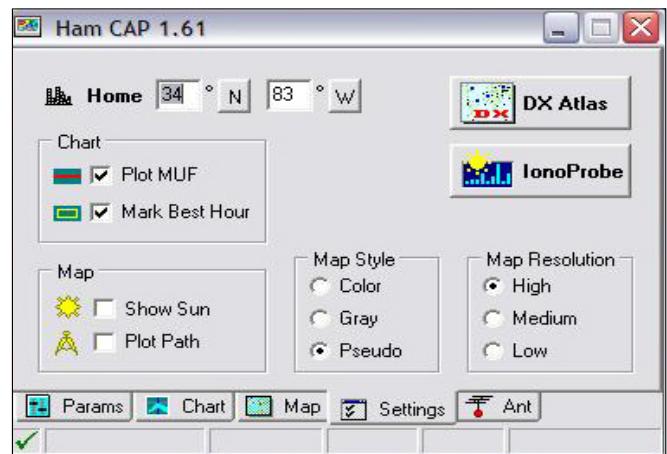 Ham CAP 1.61
Home 34 ° N 83 ° W
DX DX Atlas
IonoProbe
Chart
Plot MUF
Mark Best Hour
Map
Show Sun
Plot Path
Map Style
Color
Gray
Pseudo
Map Resolution
High
Medium
Low
Params Chart Map Settings Ant